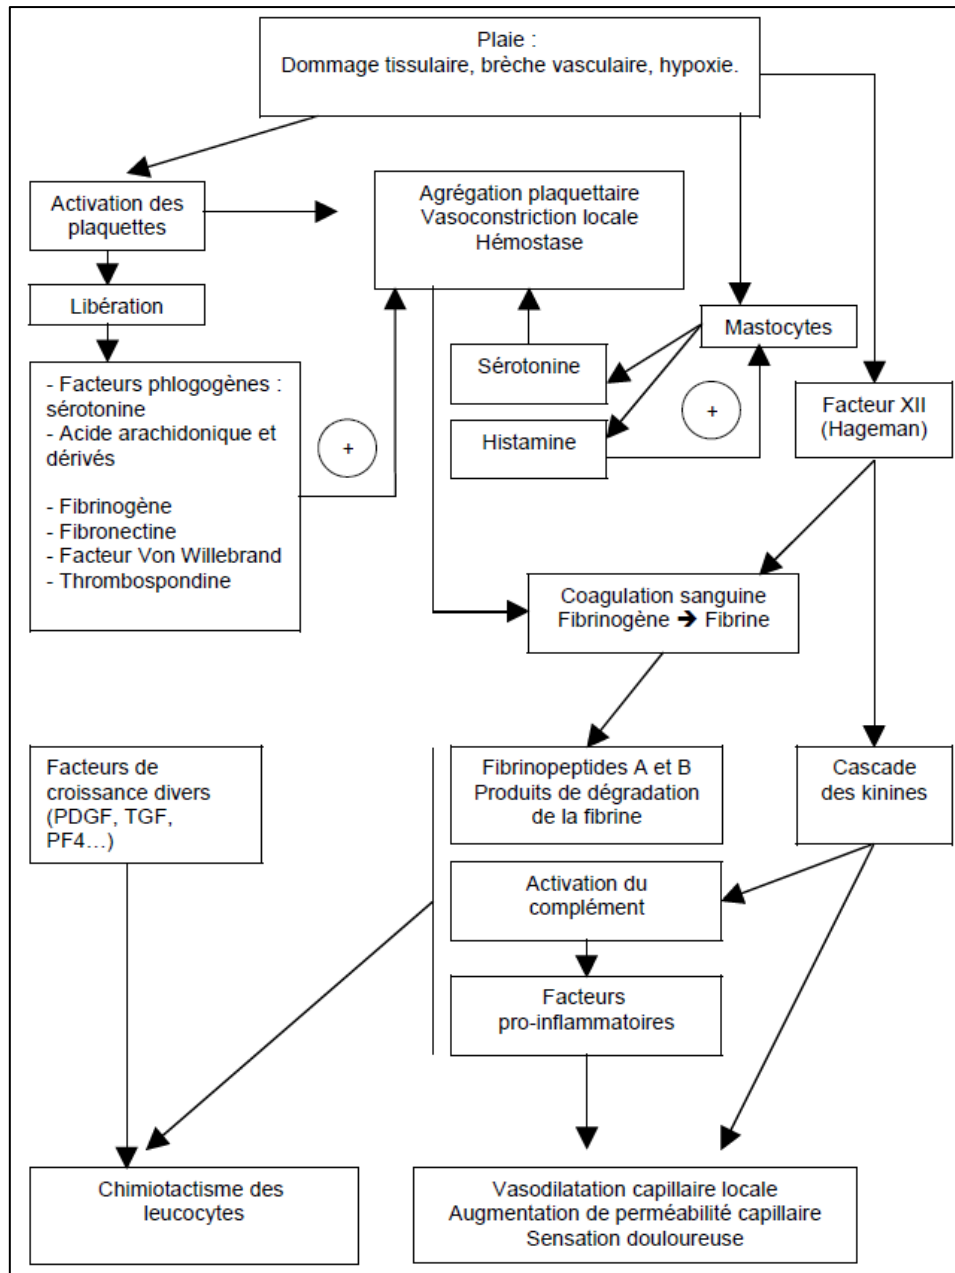 Plaie :
Dommage tissulaire, brèche vasculaire, hypoxie.
Activation des
plaquettes
Agrégation plaquettaire
Vasoconstriction locale
Hémostase
Libération
Mastocytes
Sérotonine
- Facteurs phlogogènes :
sérotonine
- Acide arachidonique et
dérivés
- Fibrinogène
- Fibronectine
- Facteur Von Willebrand
- Thrombospondine
+
Histamine
+
Facteur XII
(Hageman)
Coagulation sanguine
Fibrinogène ➔ Fibrine
Facteurs de
croissance divers
(PDGF, TGF,
PF4…)
Fibrinopeptides A et B
Produits de dégradation
de la fibrine
Cascade
des kinines
Activation du
complément
Facteurs
pro-inflammatoires
Chimiotactisme des
leucocytes
Vasodilatation capillaire locale
Augmentation de perméabilité capillaire
Sensation douloureuse